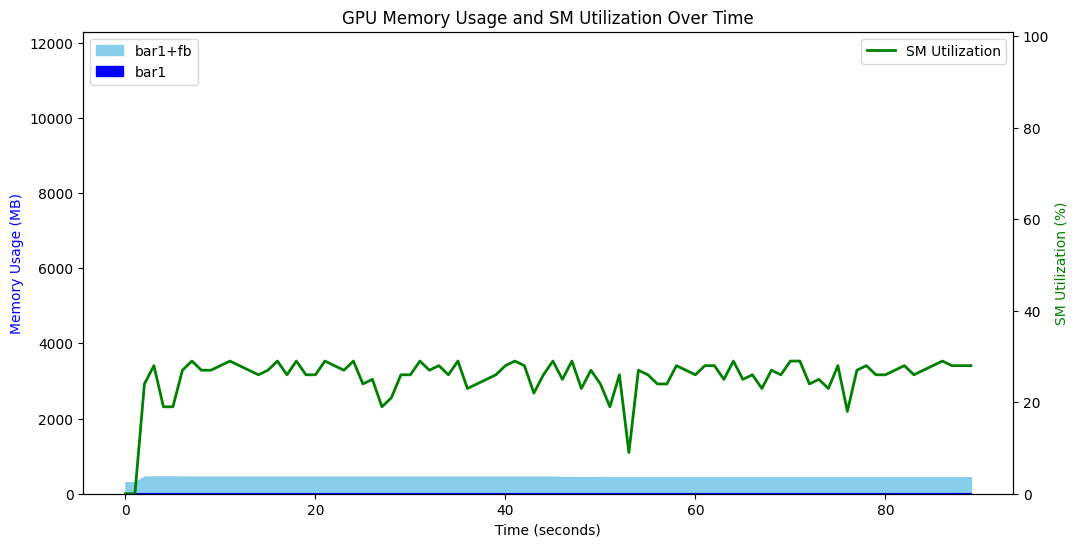 GPU Memory Usage and SM Utilization Over Time
bar1+fb
bar1
SM Utilization
Memory Usage (MB)
12000
10000
8000
6000
4000
2000
0
100
80
60
40
20
0
SM Utilization (%)
0
20
40
60
80
Time (seconds)